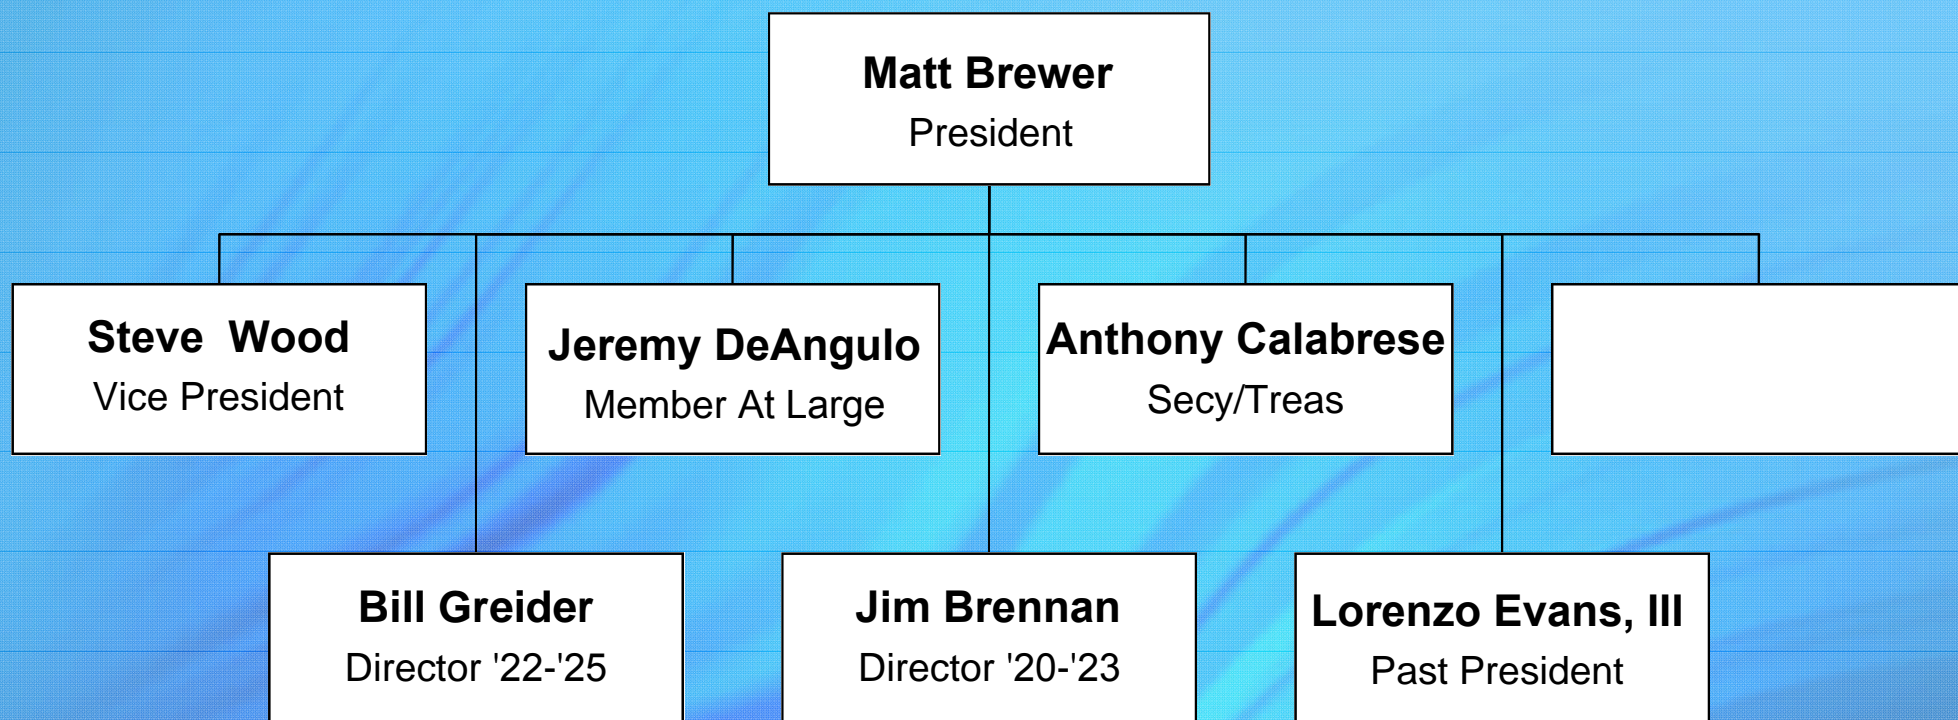 Matt Brewer
President
Steve  Wood
Vice President
Jeremy DeAngulo
Member At Large
Anthony Calabrese
Secy/Treas
Bill Greider
Director '22-'25
Jim Brennan
Director '20-'23
Lorenzo Evans, III
Past President